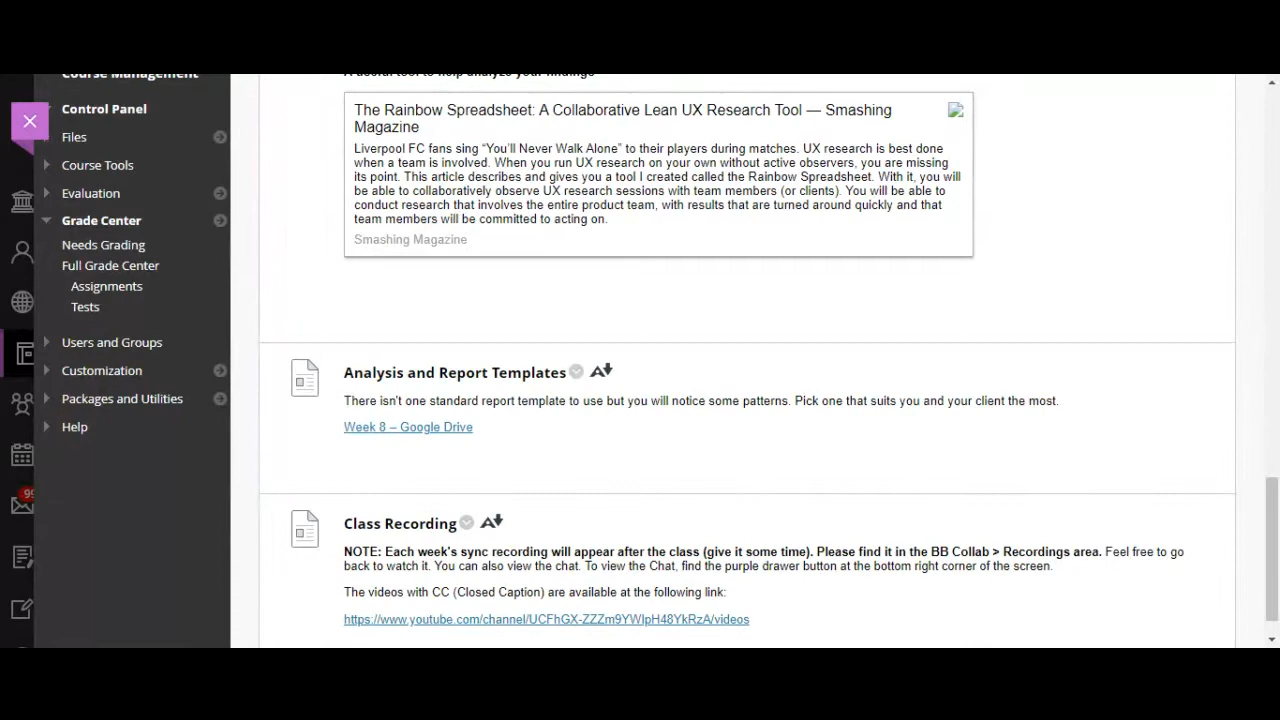 Course Management
Control Panel
Files
Course Tools
Evaluation
Grade Center
Needs Grading
Full Grade Center
Assignments
Tests
Users and Groups
Customization
Packages and Utilities
Help
A useful tool to help analyze your findings
The Rainbow Spreadsheet: A Collaborative Lean UX Research Tool — Smashing
Magazine
Liverpool FC fans sing “You’ll Never Walk Alone” to their players during matches. UX research is best done
when a team is involved. When you run UX research on your own without active observers, you are missing
its point. This article describes and gives you a tool I created called the Rainbow Spreadsheet. With it, you will
be able to collaboratively observe UX research sessions with team members (or clients). You will be able to
conduct research that involves the entire product team, with results that are turned around quickly and that
team members will be committed to acting on.
Smashing Magazine
Analysis and Report Templates
There isn't one standard report template to use but you will notice some patterns. Pick one that suits you and your client the most.
Week 8 – Google Drive
Class Recording
NOTE: Each week's sync recording will appear after the class (give it some time). Please find it in the BB Collab > Recordings area. Feel free to go
back to watch it. You can also view the chat. To view the Chat, find the purple drawer button at the bottom right corner of the screen.
The videos with CC (Closed Caption) are available at the following link:
https://www.youtube.com/channel/UCFhGX-ZZZm9YWIpH48YkRzA/videos